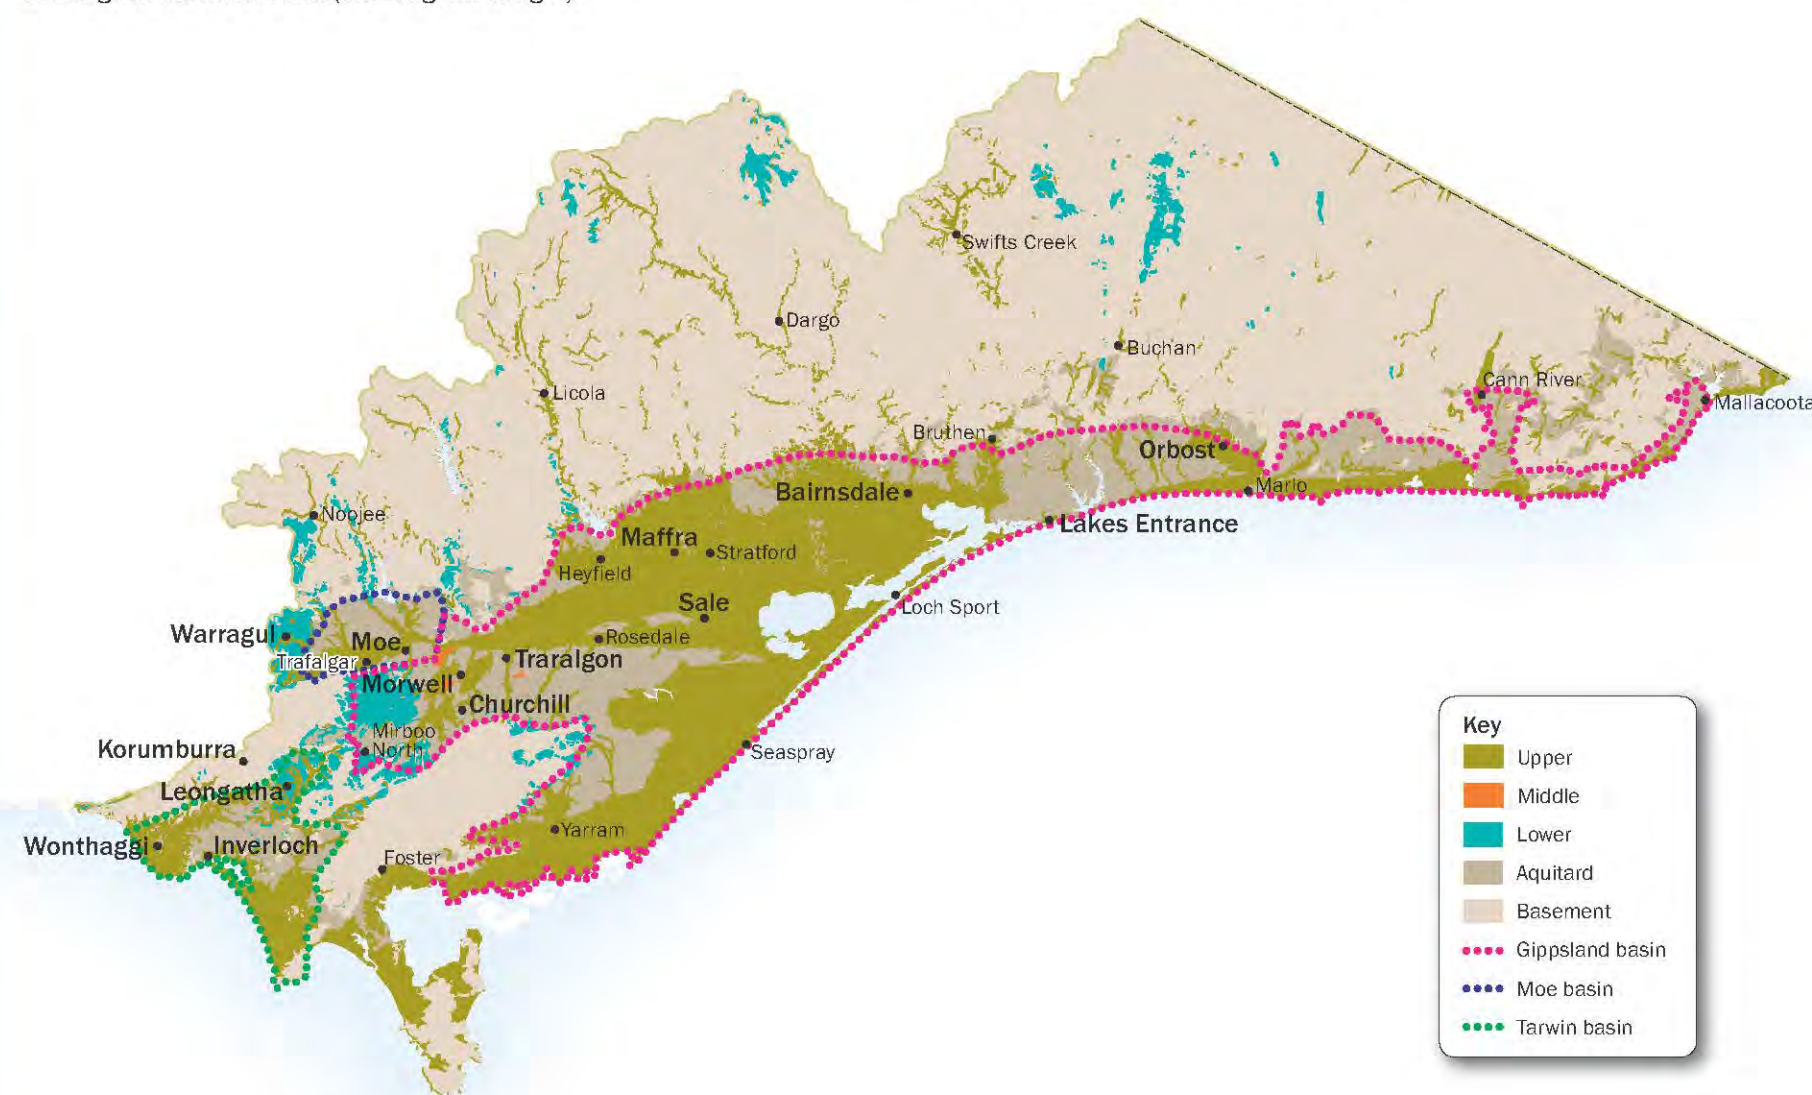 Swifts Creek
Dargo
Buchan
Cann River
Licola
Mallacoota
Bruthen
Orbost
Bairnsdale
Marlo
Noojee
Lakes Entrance
Maffra
Stratford
Heyfield
Sale
Loch Sport
Warragul
Moe
Rosedale
Trafalgar
Traralgon
Morwell
Churchill
Mirboo
North
Korumburra
Seaspray
Leongatha
Yarram
Wonthaggi
Inverloch
Foster
Key
Upper
Middle
Lower
Aquitard
Basement
Gippsland basin
Moe basin
Tarwin basin